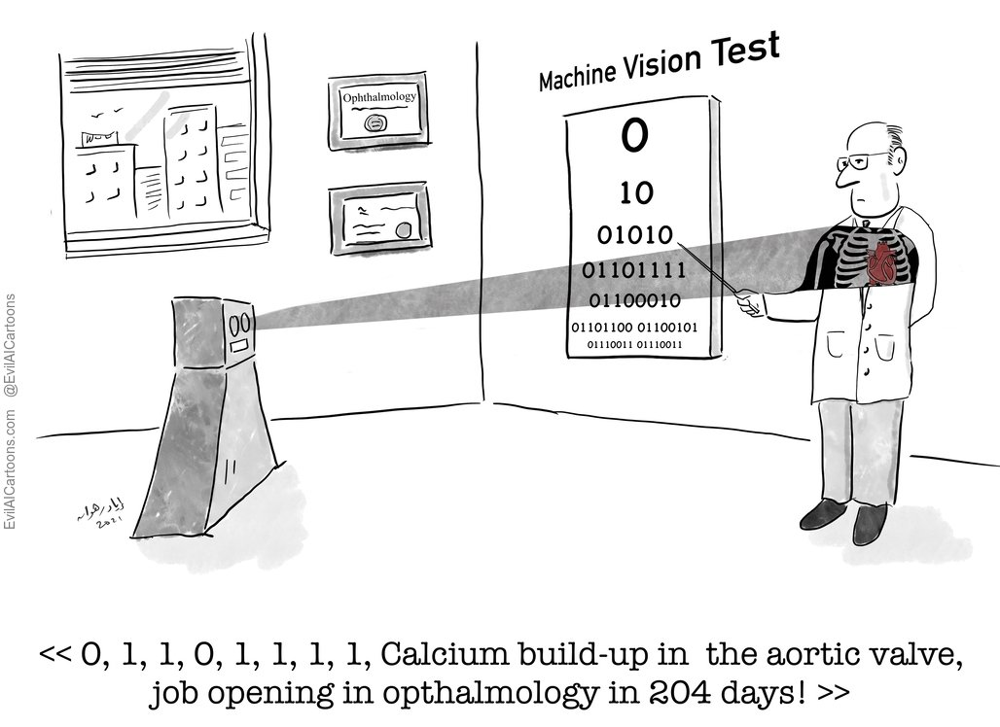 Machine Vision Test
Ophthalmology
0
10
01010
01101111
01100010
01101100 01100101
01110011 01110011
EvilAICartoons.com @EvilAICartoons
إياد رهوان
2021
<< 0, 1, 1, 0, 1, 1, 1, 1, Calcium build-up in the aortic valve,
job opening in opthalmology in 204 days! >>